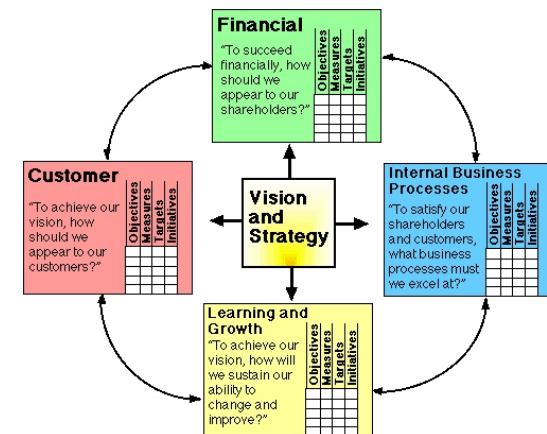 Financial
“To succeed
financially, how
should we
appear to our
shareholders?”
Objectives
Measures
Targets
Initiatives
Customer
“To achieve our
vision, how
should we
appear to our
customers?”
Objectives
Measures
Targets
Initiatives
Vision
and
Strategy
Internal Business
Processes
“To satisfy our
shareholders
and customers,
what business
processes must
we excel at?”
Objectives
Measures
Targets
Initiatives
Learning and
Growth
“To achieve our
vision, how will
we sustain our
ability to
change and
improve?”
Objectives
Measures
Targets
Initiatives